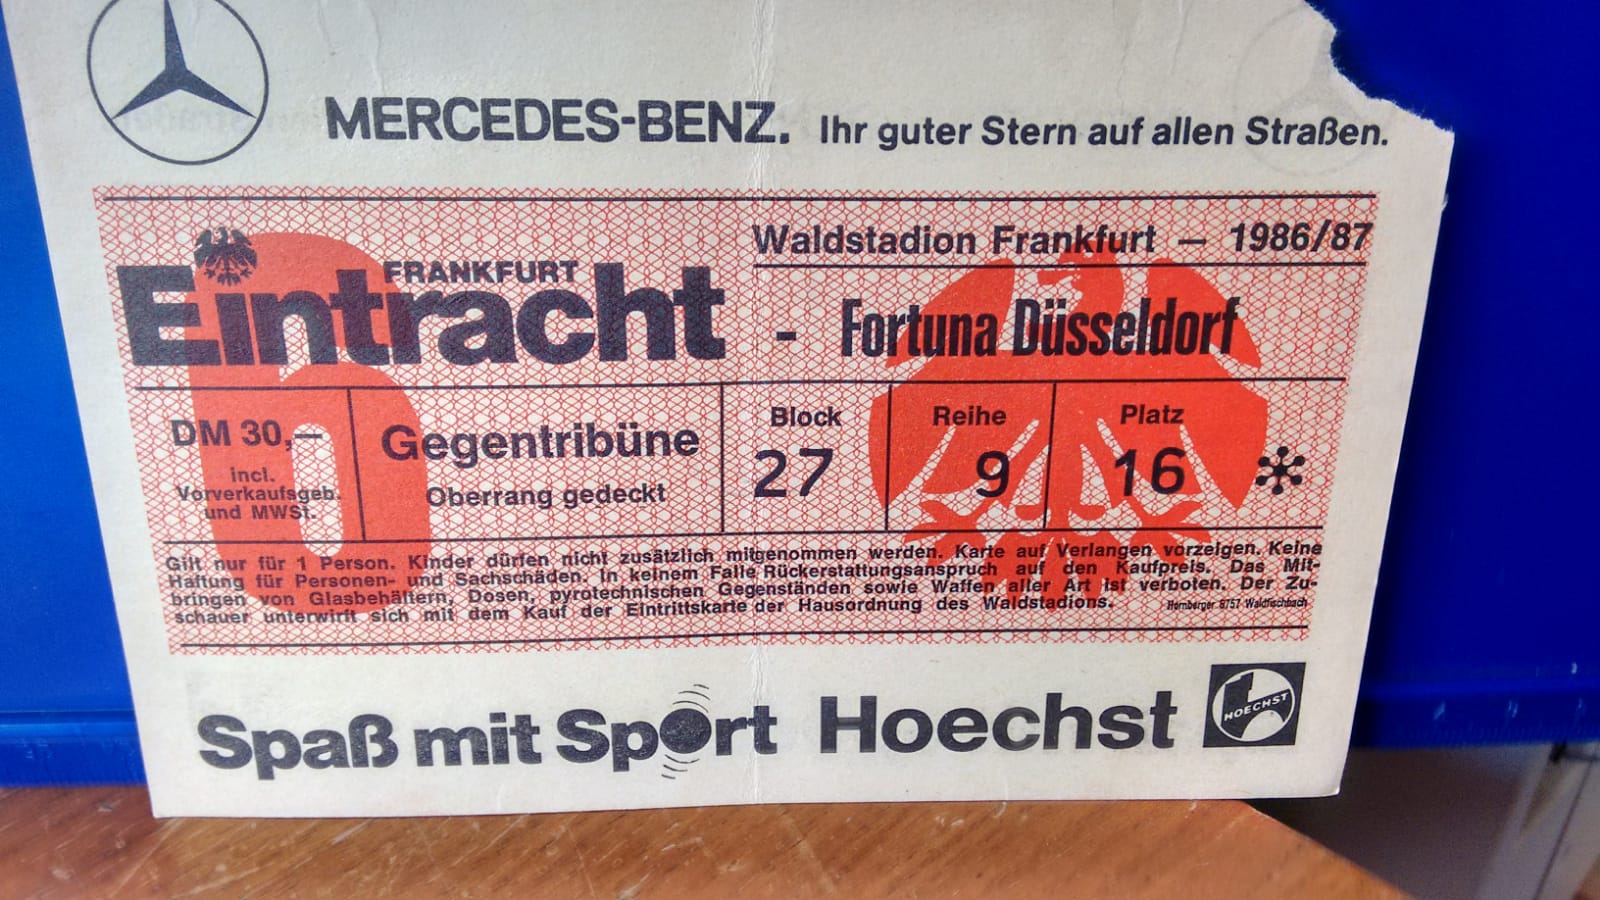 MERCEDES-BENZ. Ihr guter Stern auf allen Straßen.
Waldstadion Frankfurt — 1986/87
FRANKFURT
Eintracht - Fortuna Düsseldorf
6
DM 30,—
incl.
Vorverkaufsgeb.
und MWSt.
Gegentribüne
Oberrang gedeckt
Block
27
Reihe
9
Platz
16 *
Gilt nur für 1 Person. Kinder dürfen nicht zusätzlich mitgenommen werden. Karte auf Verlangen vorzeigen. Keine
Haftung für Personen- und Sachschäden. In keinem Falle Rückerstattungsanspruch auf den Kaufpreis. Das Mit-
bringen von Glasbehältern, Dosen, pyrotechnischen Gegenständen sowie Waffen aller Art ist verboten. Der Zu-
schauer unterwirft sich mit dem Kauf der Eintrittskarte der Hausordnung des Waldstadions. Hornberger 6757 Waldfischbach
Spaß mit Sport Hoechst
HOECHST